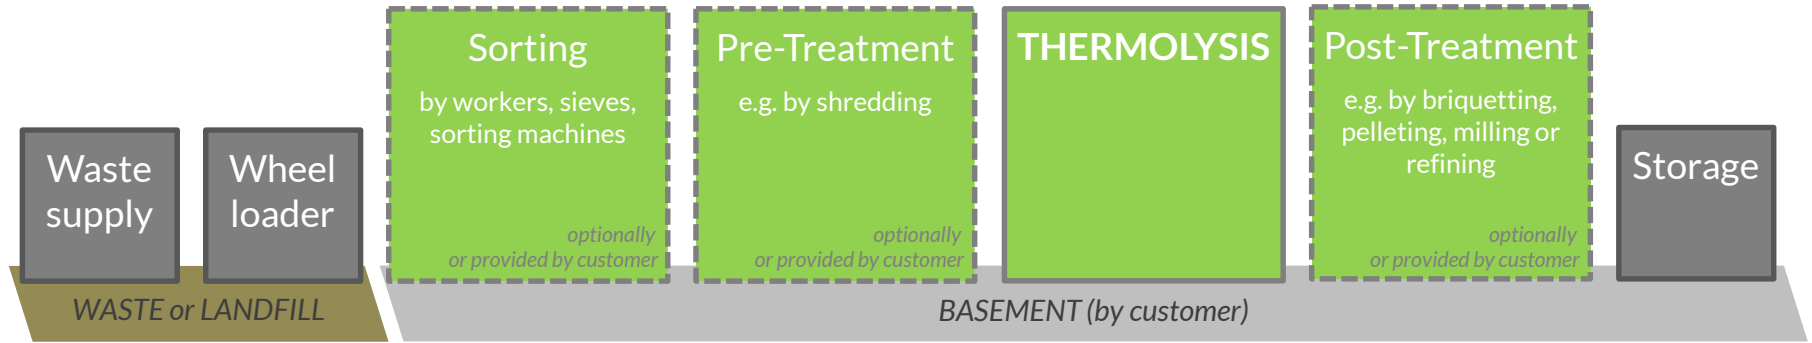 Waste
supply
Wheel
loader
Sorting
by workers, sieves,
sorting machines
optionally
or provided by customer
Pre-Treatment
e.g. by shredding
optionally
or provided by customer
THERMOLYSIS
Post-Treatment
e.g. by briquetting,
pelleting, milling or
refining
optionally
or provided by customer
Storage
WASTE or LANDFILL
BASEMENT (by customer)